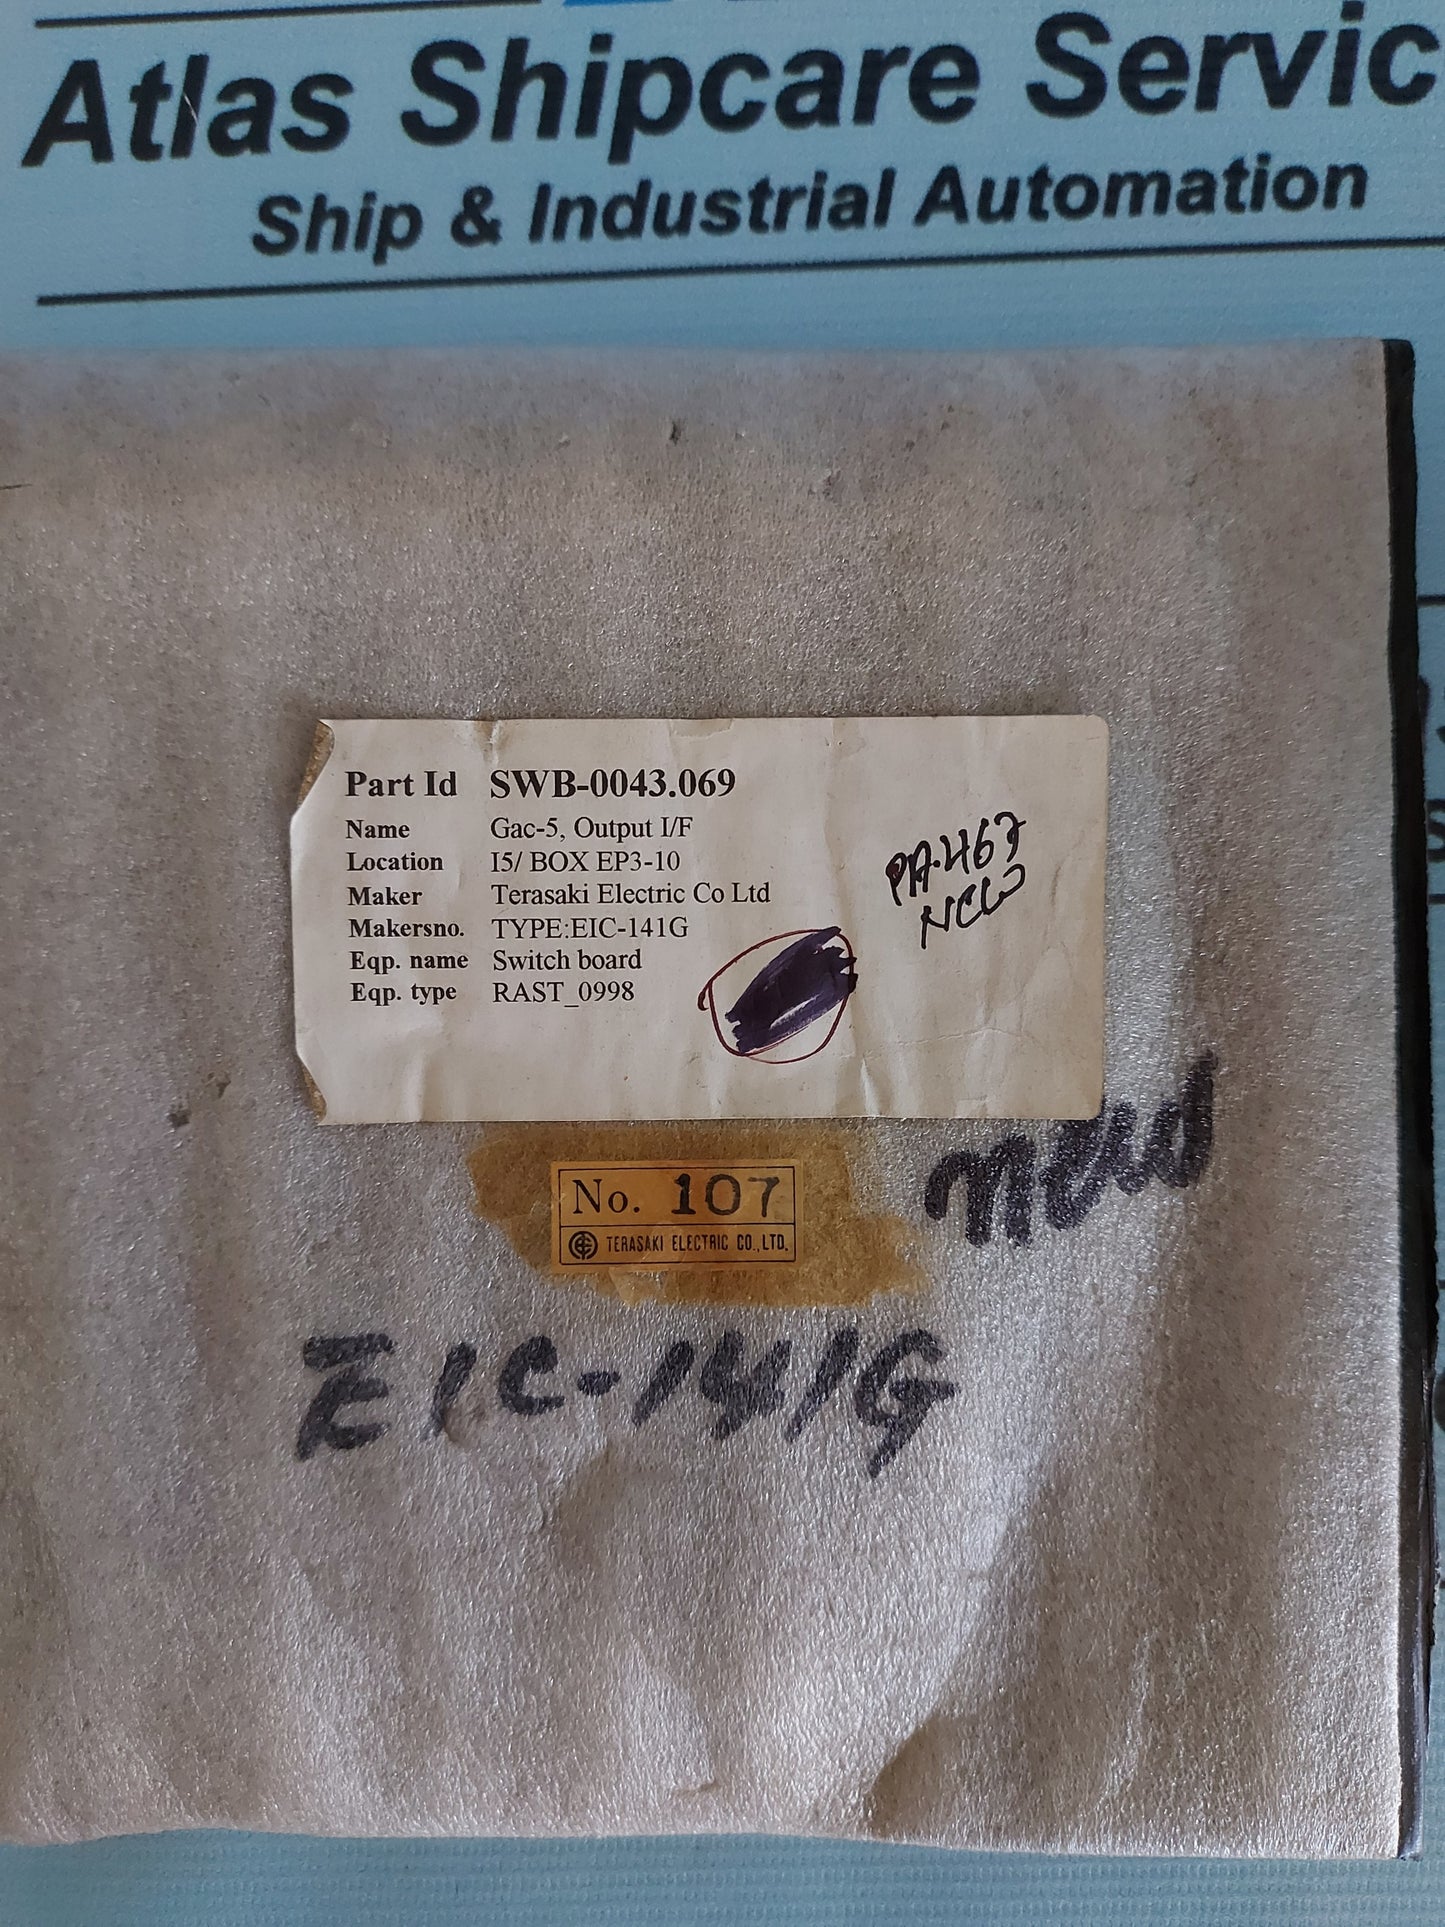 Atlas Shipcare Servic
Ship & Industrial Automation
Part Id SWB-0043.069
Name Gac-5, Output I/F
Location I5/ BOX EP3-10
Maker Terasaki Electric Co Ltd
Makersno. TYPE:EIC-141G
Eqp. name Switch board
Eqp. type RAST_0998
PA-467
No. 107
TERASAKI ELECTRIC CO.,LTD.
EIC-141G